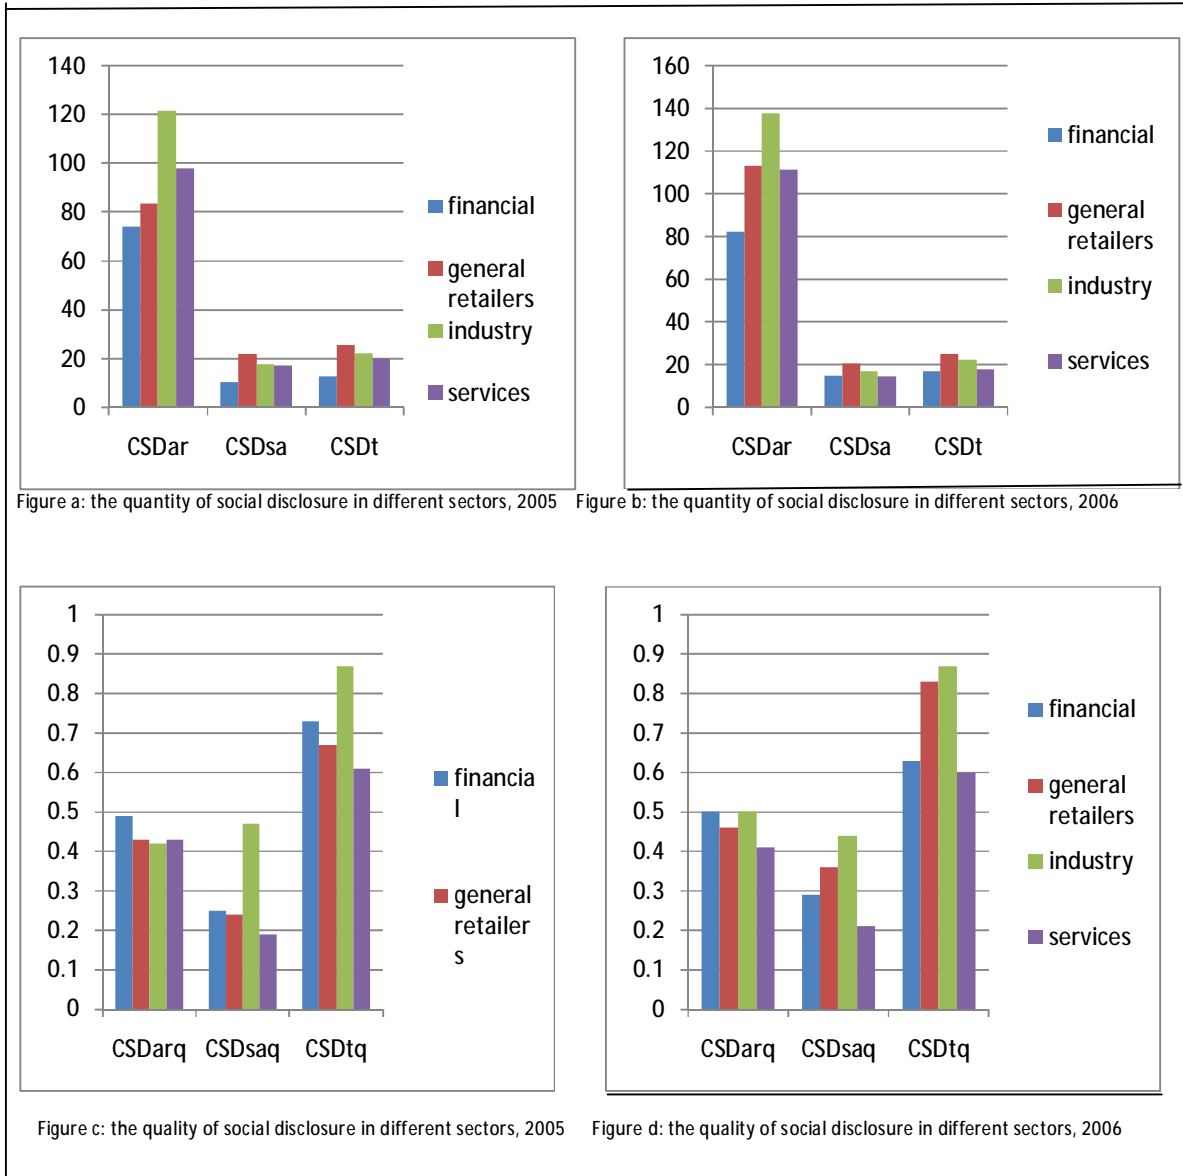 140
120
100
80
60
40
20
0
CSDar CSDsa CSDt
financial
general
retailers
industry
services
160
140
120
100
80
60
40
20
0
CSDar CSDsa CSDt
financial
general
retailers
industry
services
Figure a: the quantity of social disclosure in different sectors, 2005 Figure b: the quantity of social disclosure in different sectors, 2006
1
0.9
0.8
0.7
0.6
0.5
0.4
0.3
0.2
0.1
0
CSDarq CSDsaq CSDtq
financia
l
general
retailer
s
1
0.9
0.8
0.7
0.6
0.5
0.4
0.3
0.2
0.1
0
CSDarq CSDsaq CSDtq
financial
general
retailers
industry
services
Figure c: the quality of social disclosure in different sectors, 2005 Figure d: the quality of social disclosure in different sectors, 2006